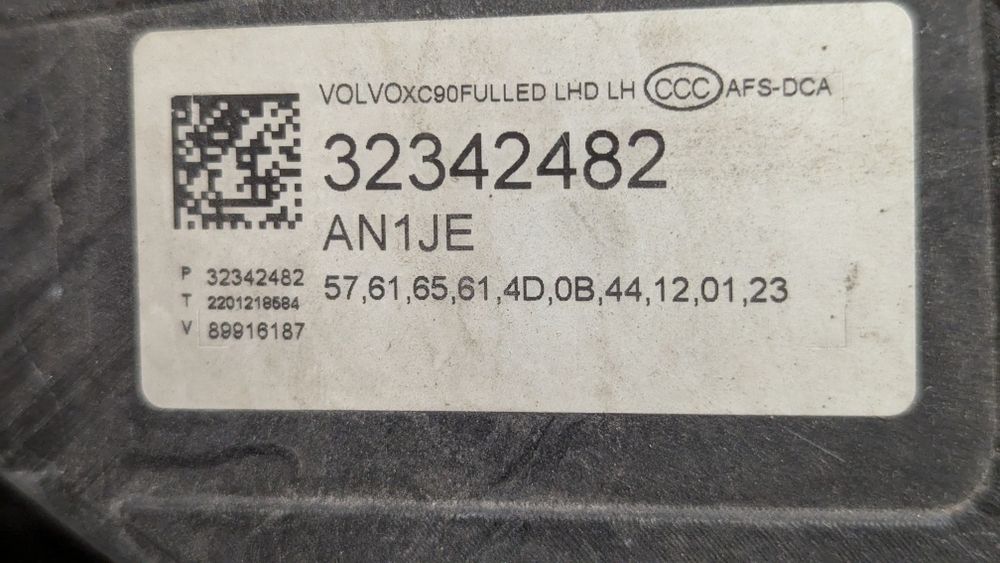 VOLVOXC90FULLED LHD LH CCC AFS-DCA
32342482
AN1JE
57,61,65,61,4D,0B,44,12,01,23
P 32342482
T 2201218584
V 89916187